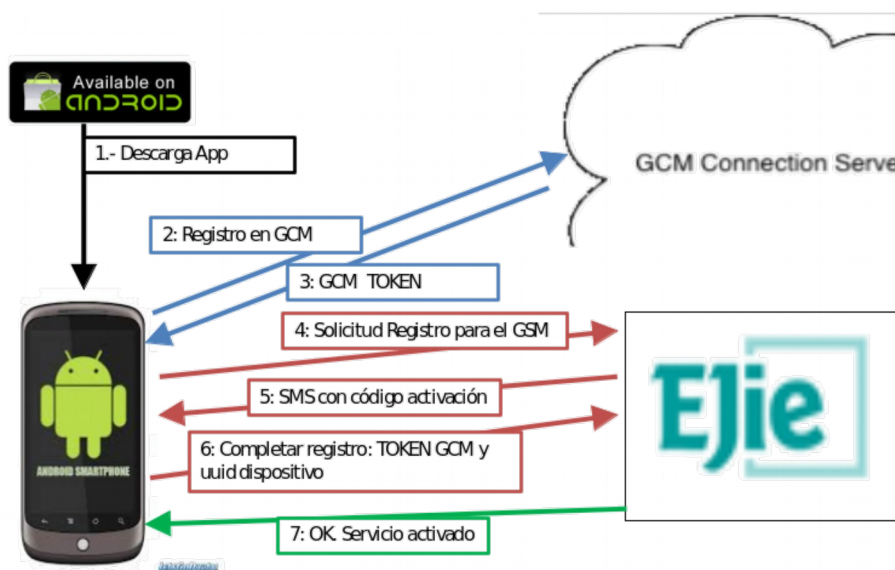 Available on
ANDROID
1.- Descarga App
GCM Connection Serve
2: Registro en GCM
3: GCM TOKEN
4: Solicitud Registro para el GSM
5: SMS con código activación
6: Completar registro: TOKEN GCM y
uuid dispositivo
7: OK. Servicio activado
EJie
ANDROID SMARTPHONE